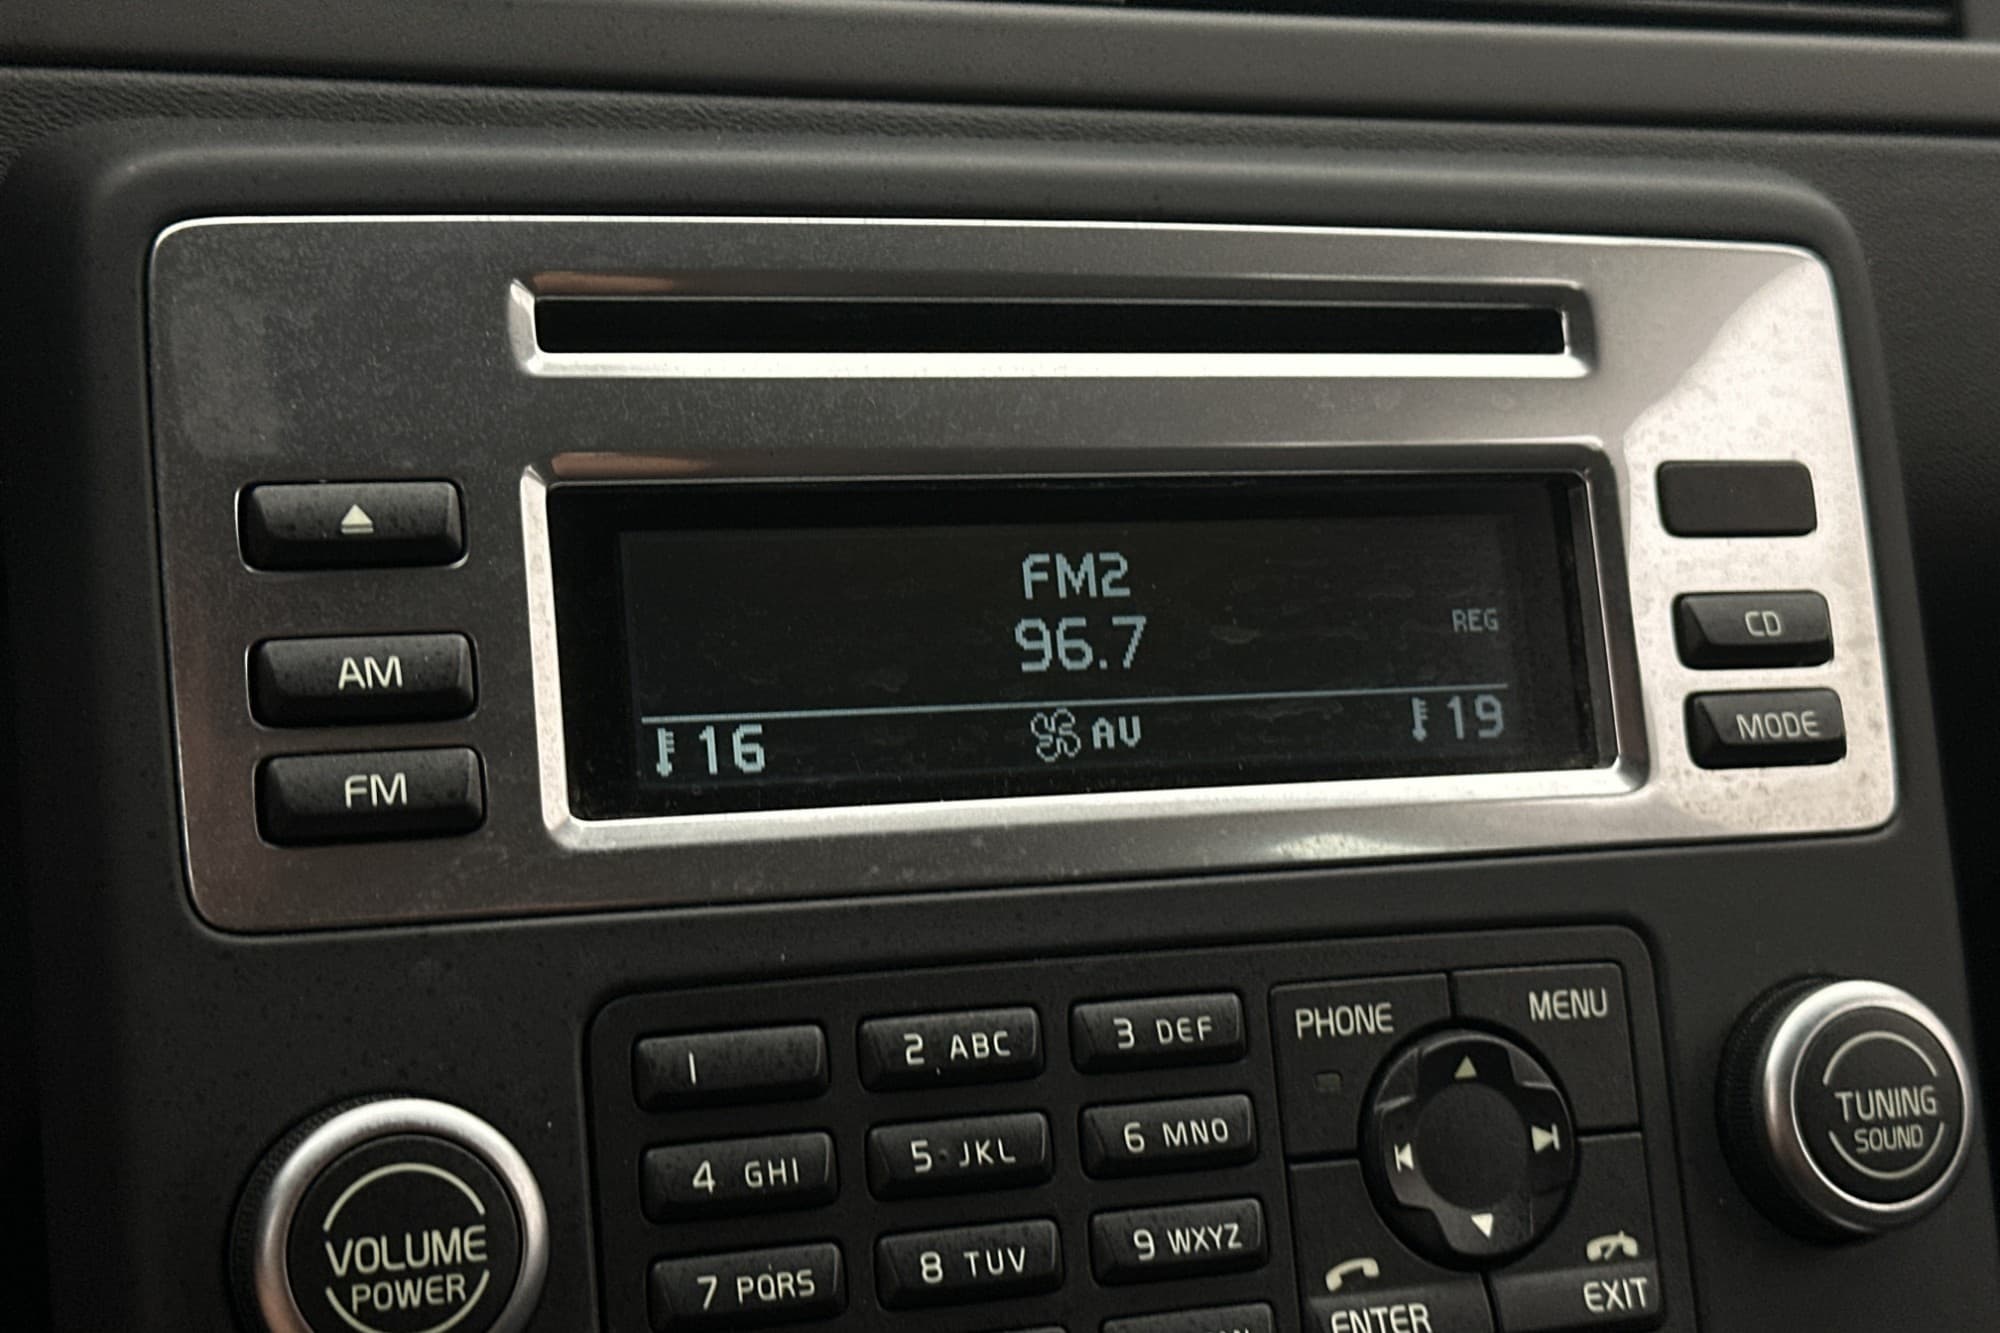 FM2
96.7
REG
16 AV 19
AM
FM
CD
MODE
1
2 ABC
3 DEF
4 GHI
5 JKL
6 MNO
7 PQRS
8 TUV
9 WXYZ
PHONE
MENU
ENTER
EXIT
VOLUME
POWER
TUNING
SOUND